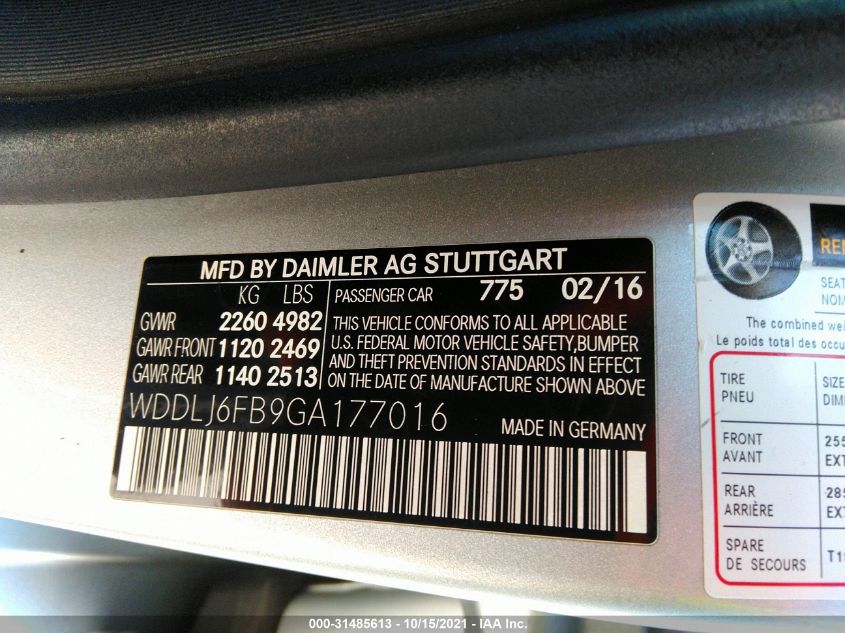 MFD BY DAIMLER AG STUTTGART
KG LBS
GVWR 2260 4982
GAWR FRONT 1120 2469
GAWR REAR 1140 2513
PASSENGER CAR 775 02/16
THIS VEHICLE CONFORMS TO ALL APPLICABLE
U.S. FEDERAL MOTOR VEHICLE SAFETY,BUMPER
AND THEFT PREVENTION STANDARDS IN EFFECT
ON THE DATE OF MANUFACTURE SHOWN ABOVE
WDDLJ6FB9GA177016
MADE IN GERMANY
The combined
Le poids total des
TIRE
PNEU
FRONT
AVANT
REAR
ARRIÈRE
SPARE
DE SECOURS
000-31485613 - 10/15/2021 - IAA Inc.